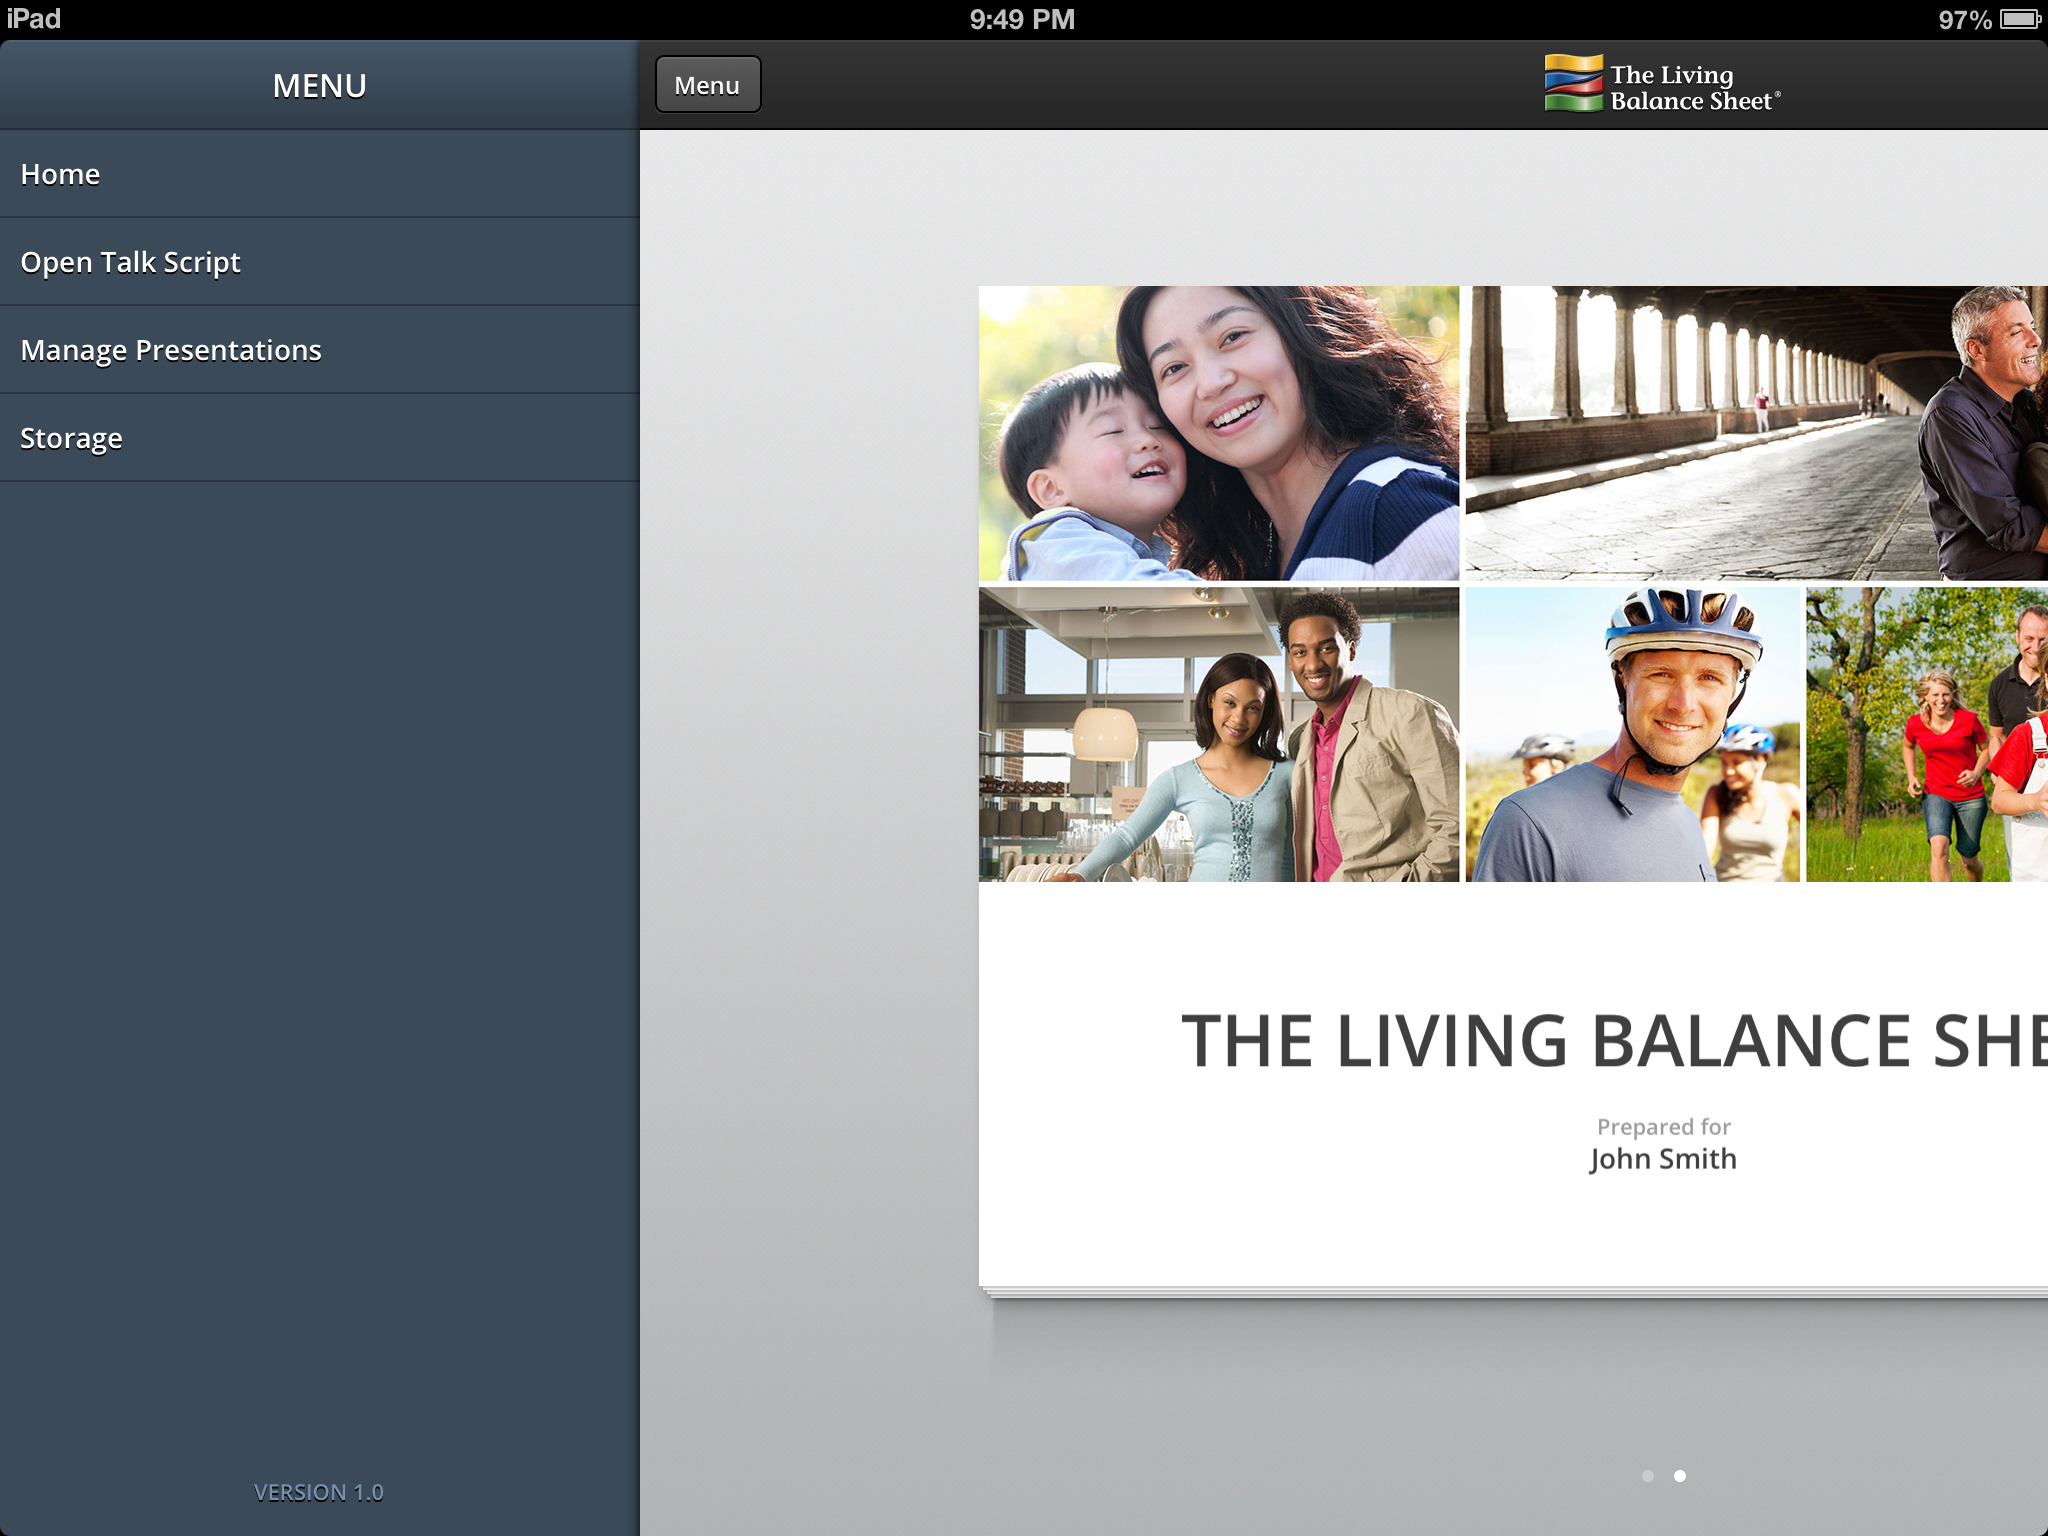 iPad
9:49 PM
97%
MENU
Menu
The Living
Balance Sheet®
Home
Open Talk Script
Manage Presentations
Storage
THE LIVING BALANCE SHE
Prepared for
John Smith
VERSION 1.0